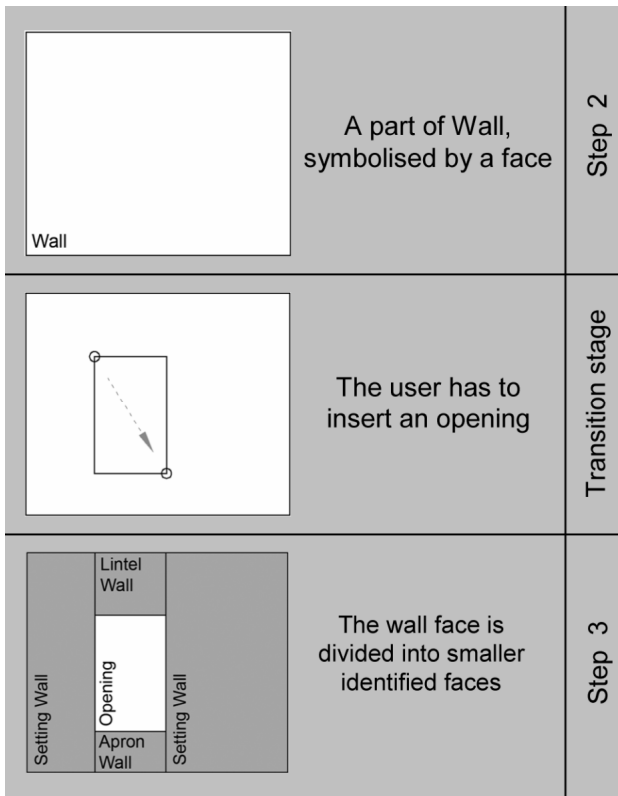 Wall
A part of Wall,
symbolised by a face
Step 2
The user has to
insert an opening
Transition stage
Setting Wall
Lintel
Wall
Opening
Apron
Wall
Setting Wall
The wall face is
divided into smaller
identified faces
Step 3